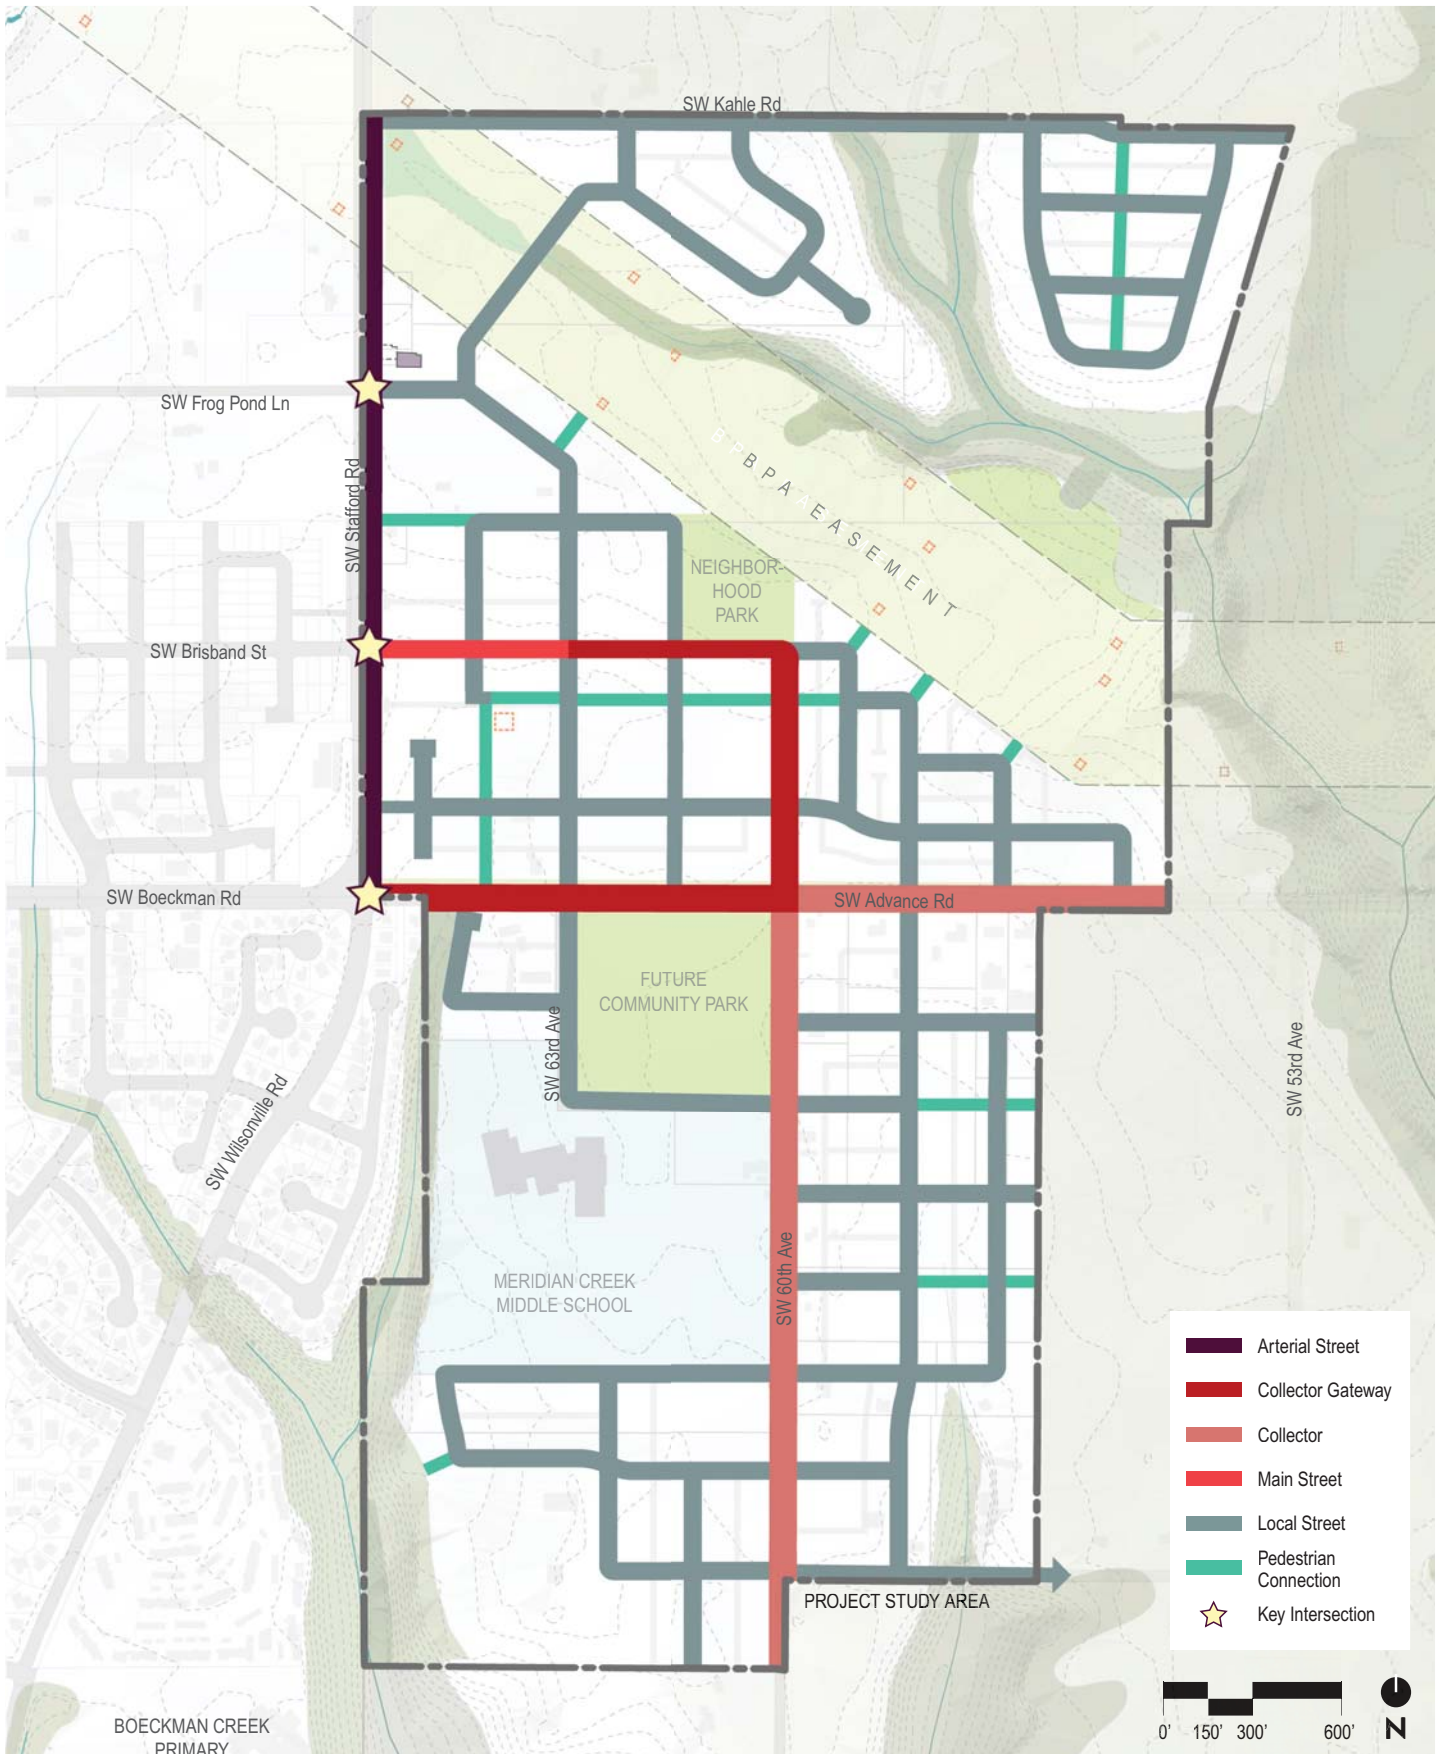 SW Kahle Rd
SW Frog Pond Ln
SW Stafford Rd
BPA EASEMENT
NEIGHBOR-
HOOD
PARK
SW Brisband St
SW Boeckman Rd
SW Advance Rd
FUTURE
COMMUNITY PARK
SW 63rd Ave
SW 53rd Ave
SW Wilsonville Rd
SW 60th Ave
MERIDIAN CREEK
MIDDLE SCHOOL
Arterial Street
Collector Gateway
Collector
Main Street
Local Street
Pedestrian
Connection
Key Intersection
PROJECT STUDY AREA
0' 150' 300' 600'
N
BOECKMAN CREEK
PRIMARY